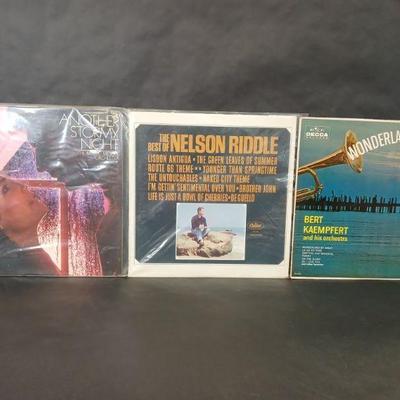 ANOTHER
STORMY
NIGHT
THE
BEST OF NELSON RIDDLE
LISBON ANTIGUA • THE GREEN LEAVES OF SUMMER
ROUTE 66 THEME • YOUNGER THAN SPRINGTIME
THE UNTOUCHABLES • NAKED CITY THEME
I'M GETTIN SENTIMENTAL OVER YOU • BROTHER JOHN
LIFE IS JUST A BOWL OF CHERRIES • DE GUELLO
Capitol
DECCA
WONDERLA
BERT
KAEMPFERT
and his orchestra